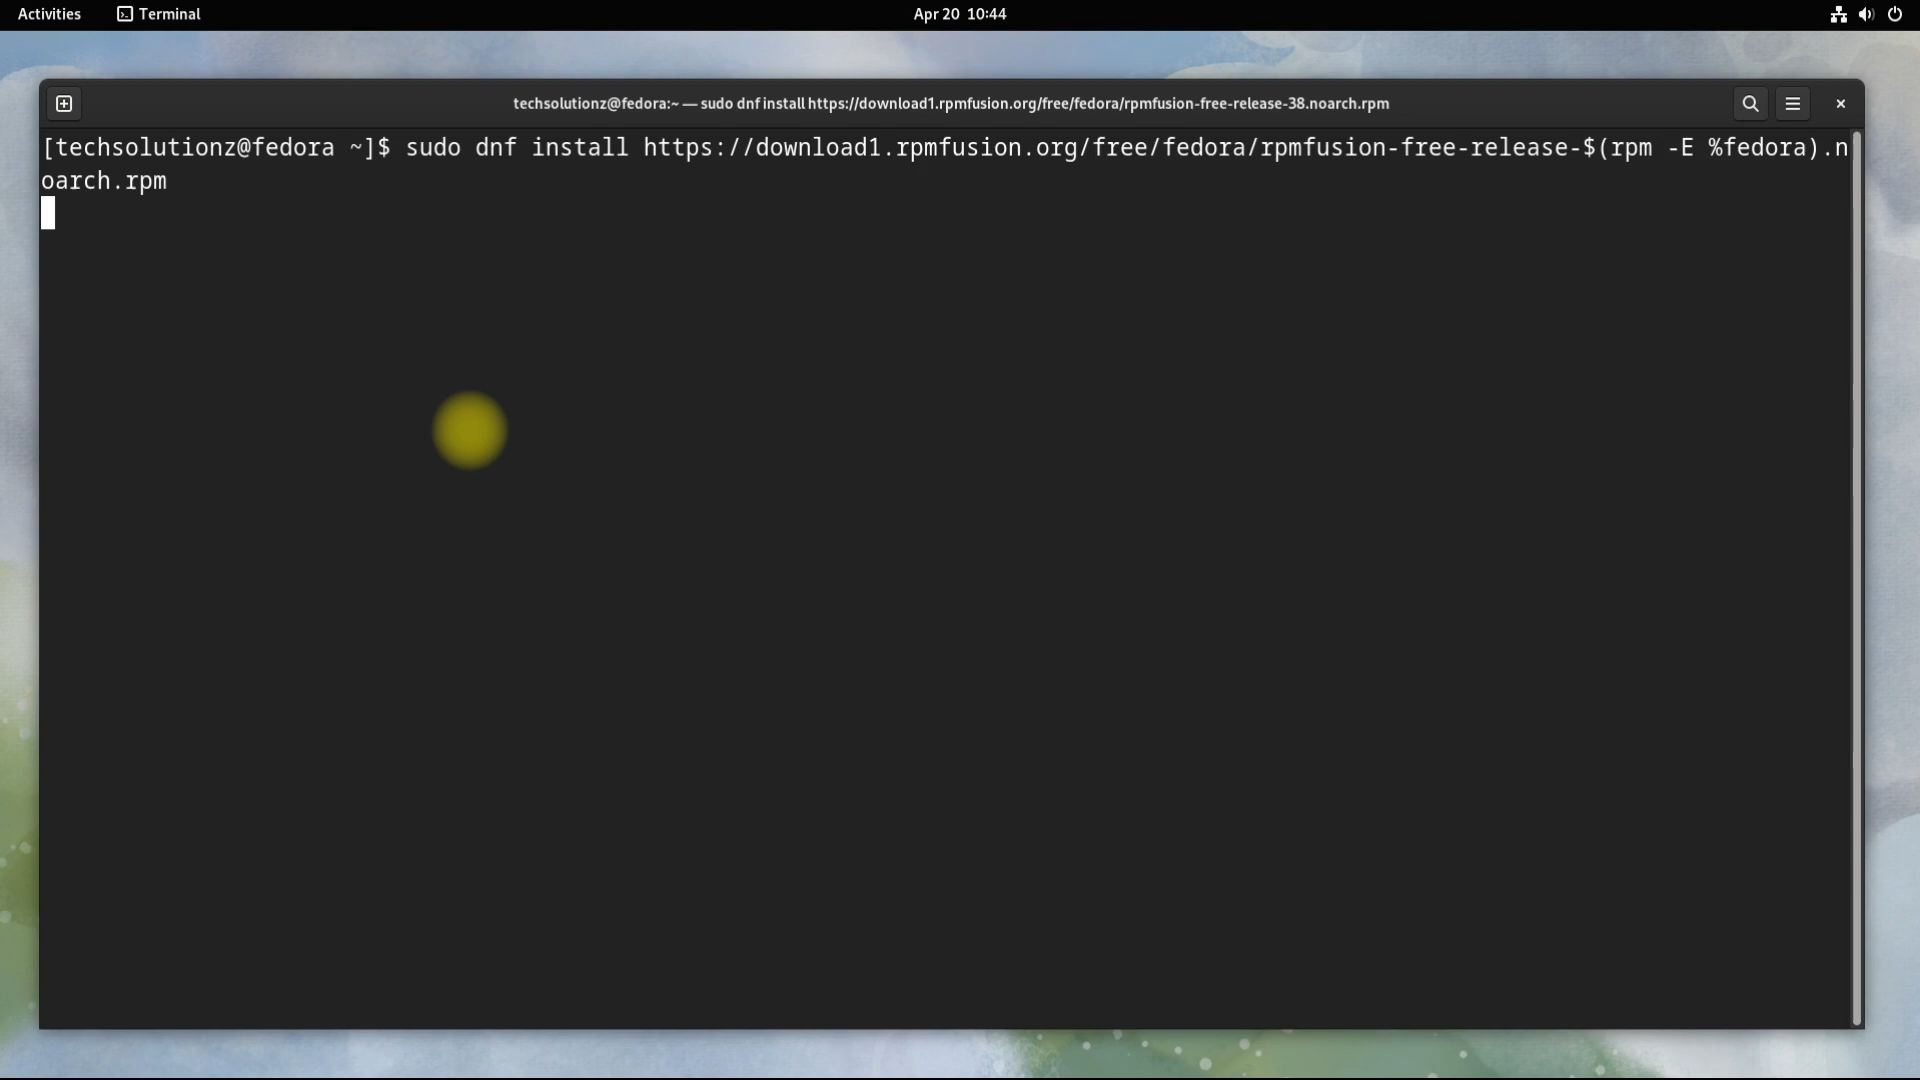 Activities
Terminal
Apr 20 10:44
techsolutionz@fedora:~ — sudo dnf install https://download1.rpmfusion.org/free/fedora/rpmfusion-free-release-38.noarch.rpm
[techsolutionz@fedora ~]$ sudo dnf install https://download1.rpmfusion.org/free/fedora/rpmfusion-free-release-$(rpm -E %fedora).n
oarch.rpm